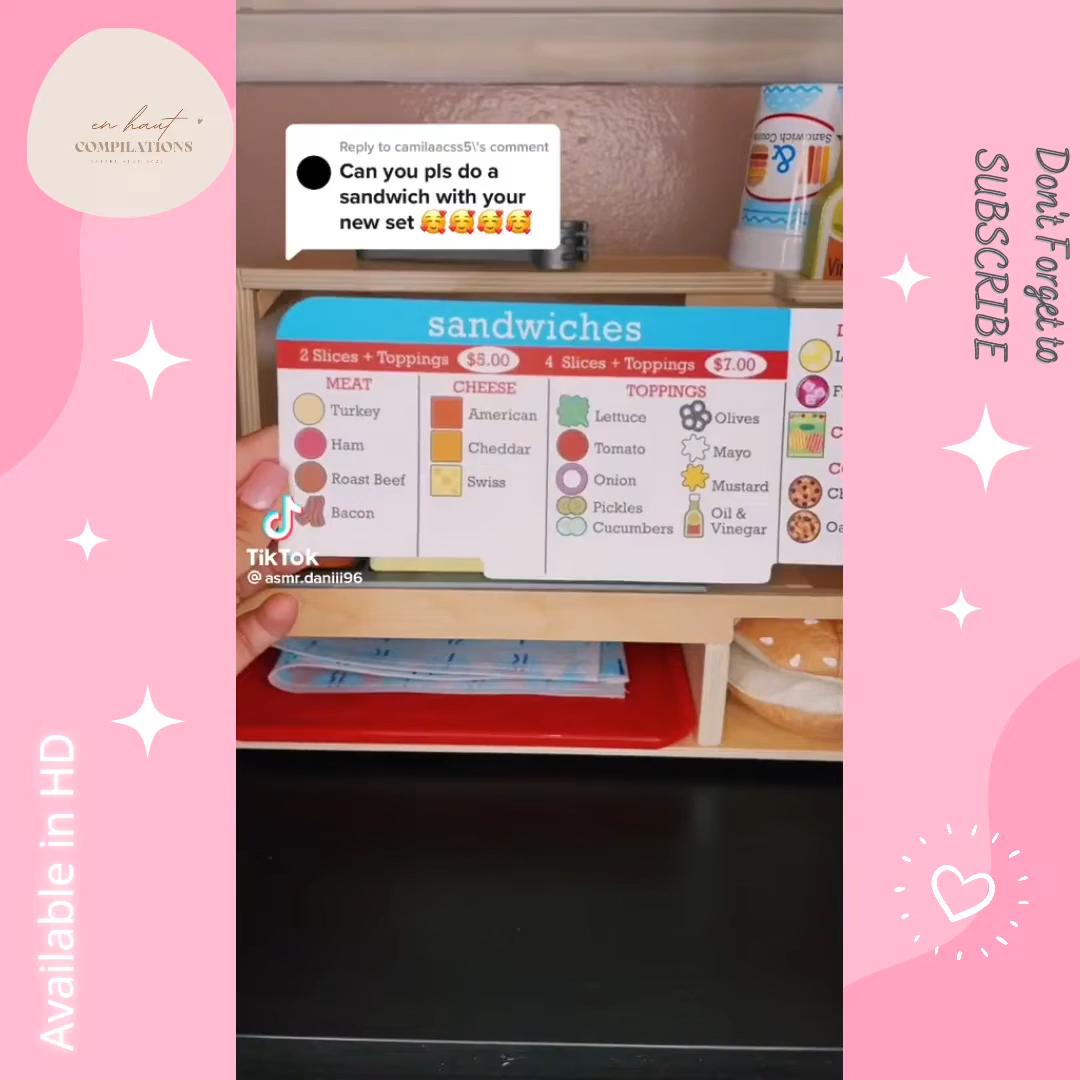 en haut
COMPILATIONS
Reply to camilaacss5\'s comment
Can you pls do a
sandwich with your
new set 🥰🥰🥰🥰
Don't Forget to
SUBSCRIBE
Sandwich Coun
&
sandwiches
2 Slices + Toppings $5.00 4 Slices + Toppings $7.00
MEAT
Turkey
Ham
Roast Beef
Bacon
CHEESE
American
Cheddar
Swiss
TOPPINGS
Lettuce
Tomato
Onion
Pickles
Cucumbers
Olives
Mayo
Mustard
Oil &
Vinegar
TikTok
@asmr.daniii96
Available in HD